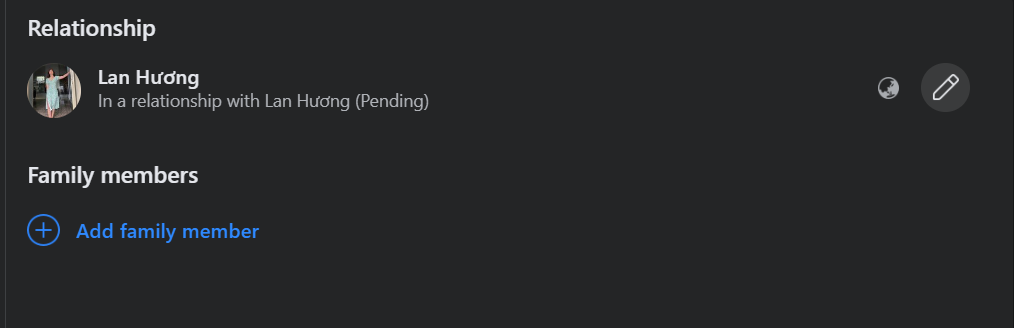 Relationship
Lan Hương
In a relationship with Lan Hương (Pending)
Family members
Add family member